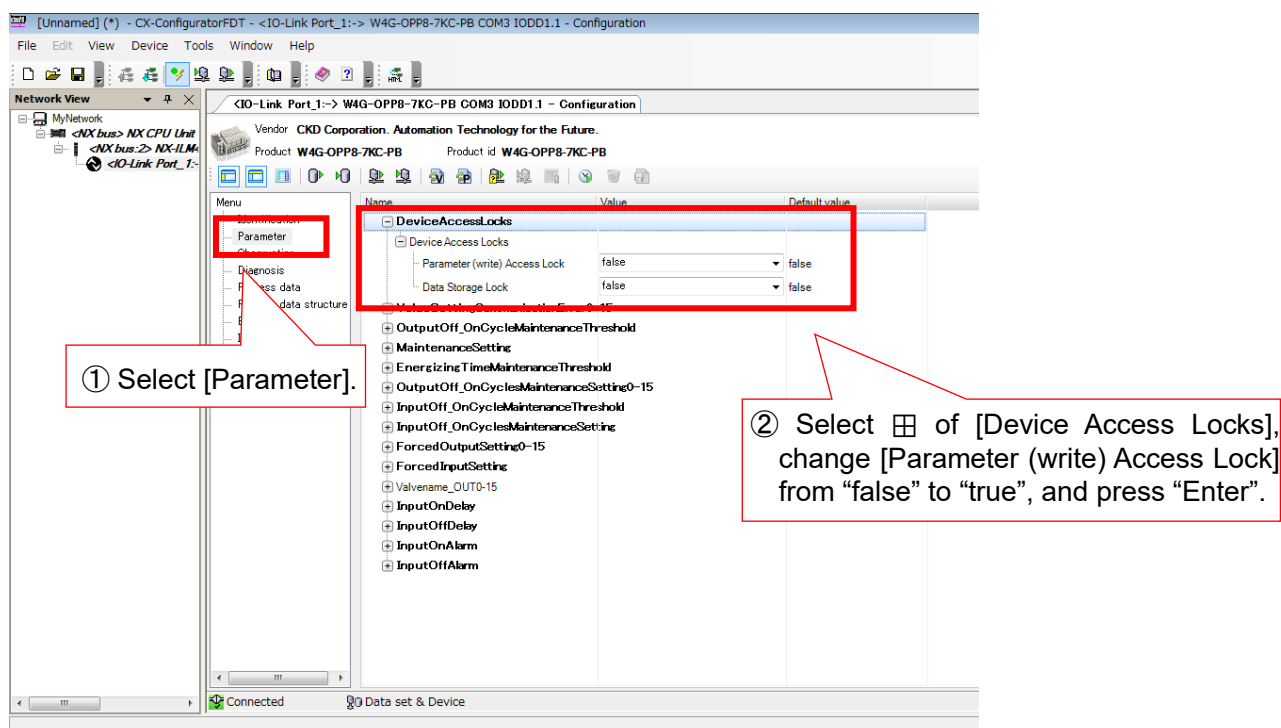 [Unnamed] (*) - CX-ConfiguratorFDT - <IO-Link Port_1:-> W4G-OPP8-7KC-PB COM3 IODD1.1 - Configuration
File Edit View Device Tools Window Help
Network View
MyNetwork
<NX bus> NX CPU Unit
<NX bus:2> NX-ILM
<IO-Link Port_1:-
<IO-Link Port_1:-> W4G-OPP8-7KC-PB COM3 IODD1.1 - Configuration
Vendor CKD Corporation. Automation Technology for the Future.
Product W4G-OPP8-7KC-PB Product id W4G-OPP8-7KC-PB
Menu
Identification
Parameter
Observation
Diagnosis
data
data structure
Name Value Default value
DeviceAccessLocks
Device Access Locks
Parameter (write) Access Lock false false
Data Storage Lock false false
OutputOff_OnCycleMaintenanceThreshold
MaintenanceSetting
EnergizingTimeMaintenanceThreshold
OutputOff_OnCyclesMaintenanceSetting0-15
InputOff_OnCycleMaintenanceThreshold
InputOff_OnCyclesMaintenanceSetting
ForcedOutputSetting0-15
ForcedInputSetting
Valvename_OUT0-15
InputOnDelay
InputOffDelay
InputOnAlarm
InputOffAlarm
① Select [Parameter].
② Select ⊞ of [Device Access Locks],
change [Parameter (write) Access Lock]
from “false” to “true”, and press “Enter”.
Connected Data set & Device